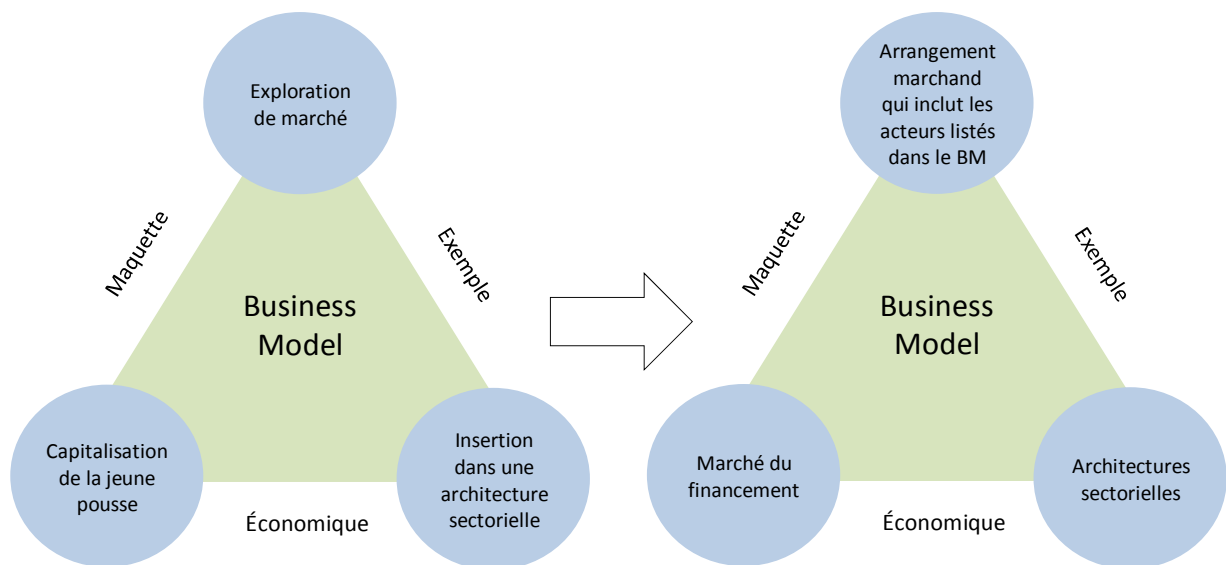 Exploration
de marché
Maquette
Exemple
Business
Model
Capitalisation
de la jeune
pousse
Économique
Insertion
dans une
architecture
sectorielle
Arrangement
marchand
qui inclut les
acteurs listés
dans le BM
Maquette
Exemple
Business
Model
Marché du
financement
Économique
Architectures
sectorielles